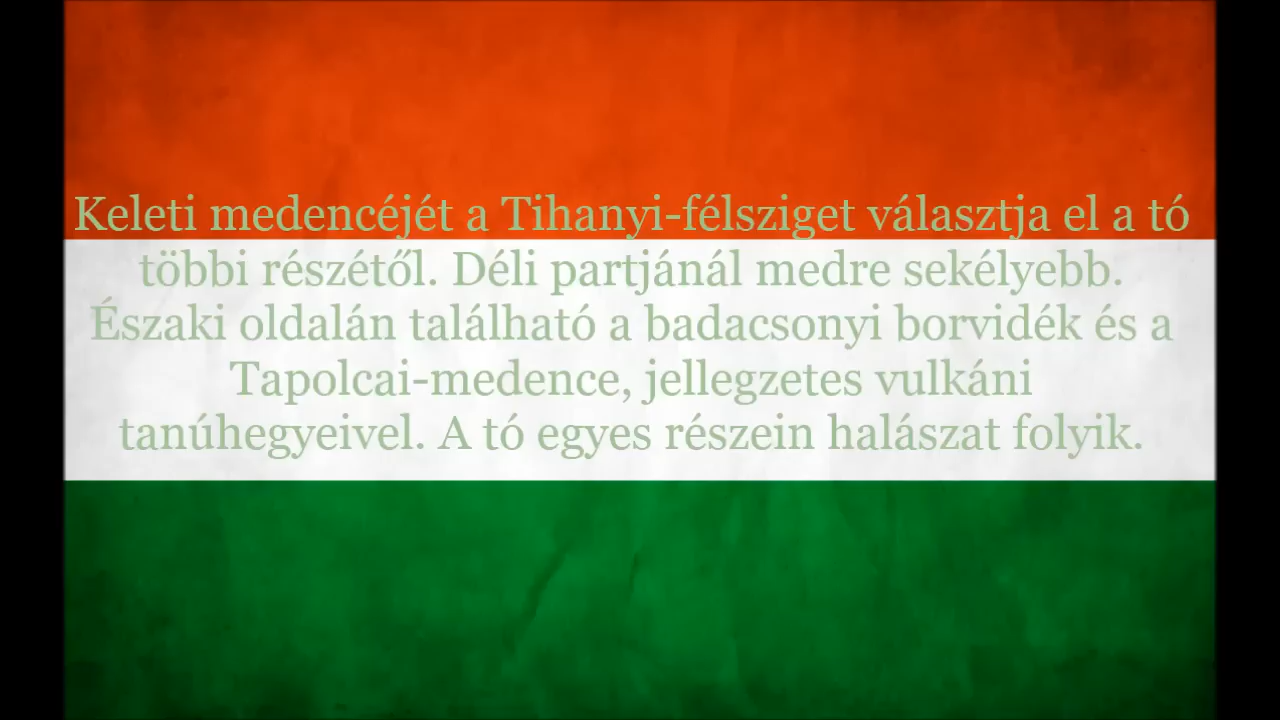 Keleti medencéjét a Tihanyi-félsziget választja el a tó
többi részétől. Déli partjánál medre sekélyebb.
Északi oldalán található a badacsonyi borvidék és a
Tapolcai-medence, jellegzetes vulkáni
tanúhegyeivel. A tó egyes részein halászat folyik.